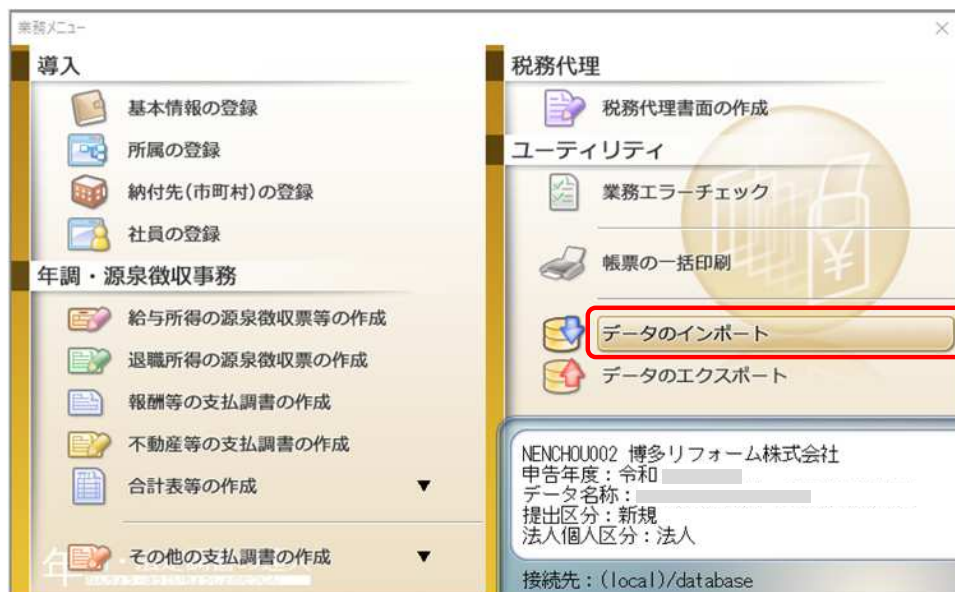 業務メニュー
導入
基本情報の登録
所属の登録
納付先(市町村)の登録
社員の登録
年調・源泉徴収事務
給与所得の源泉徴収票等の作成
退職所得の源泉徴収票の作成
報酬等の支払調書の作成
不動産等の支払調書の作成
合計表等の作成 ▼
その他の支払調書の作成 ▼
税務代理
税務代理書面の作成
ユーティリティ
業務エラーチェック
帳票の一括印刷
データのインポート
データのエクスポート
NENCHOU002 博多リフォーム株式会社
申告年度：令和
データ名称：
提出区分：新規
法人個人区分：法人
接続先：(local)/database